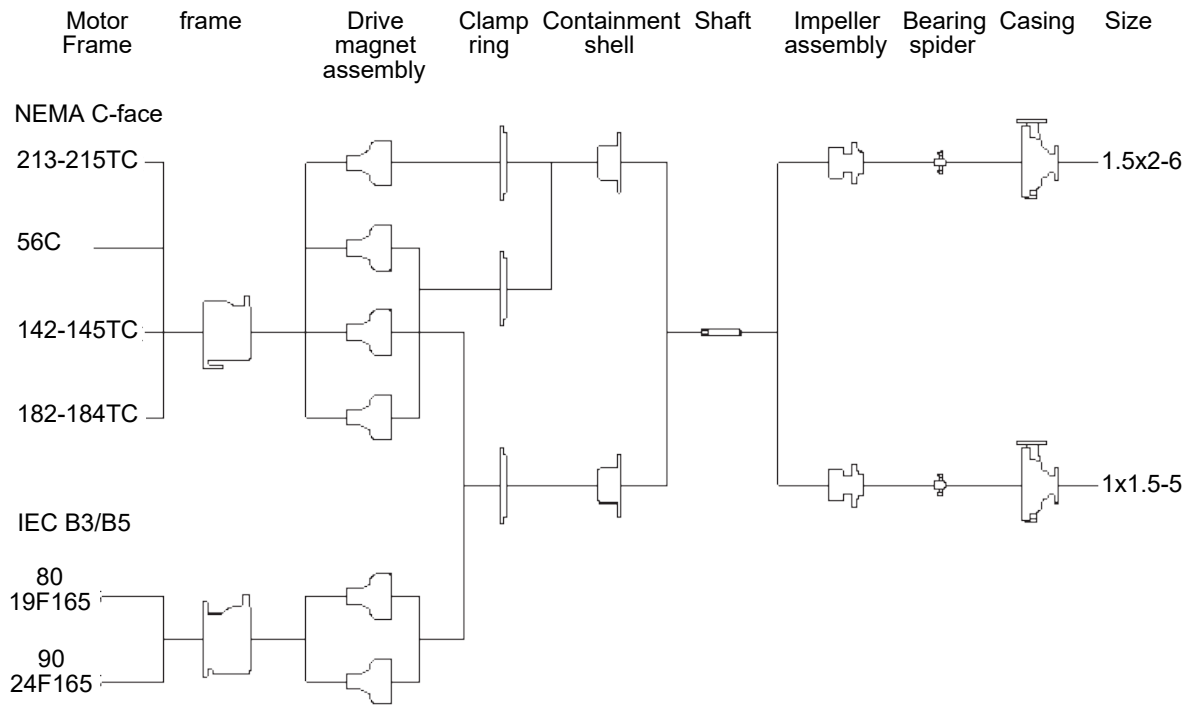 Motor
Frame
frame
Drive
magnet
assembly
Clamp
ring
Containment
shell
Shaft
Impeller
assembly
Bearing
spider
Casing
Size
NEMA C-face
213-215TC
1.5x2-6
56C
142-145TC
182-184TC
1x1.5-5
IEC B3/B5
80
19F165
90
24F165